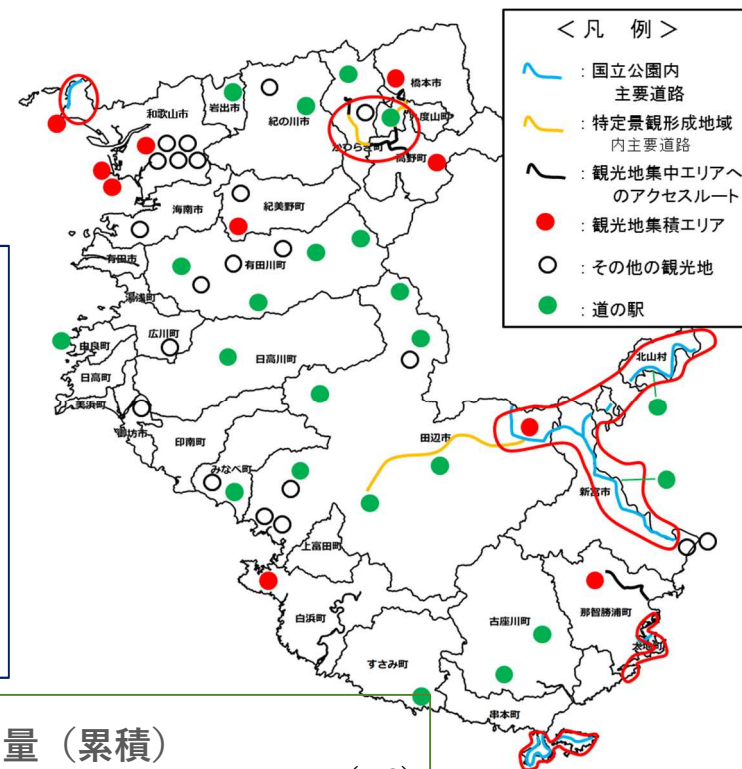 ＜凡　例＞
：国立公園内
主要道路
：特定景観形成地域
内主要道路
：観光地集中エリアへ
のアクセスルート
：観光地集積エリア
：その他の観光地
：道の駅
橋本市
和歌山市
岩出市
紀の川市
九度山町
かつらぎ町
高野町
海南市
紀美野町
有田市
有田川町
湯浅町
広川町
由良町
日高川町
日高町
美浜町
御坊市
印南町
みなべ町
田辺市
北山村
新宮市
上富田町
白浜町
古座川町
那智勝浦町
太地町
すさみ町
串本町
量（累積）